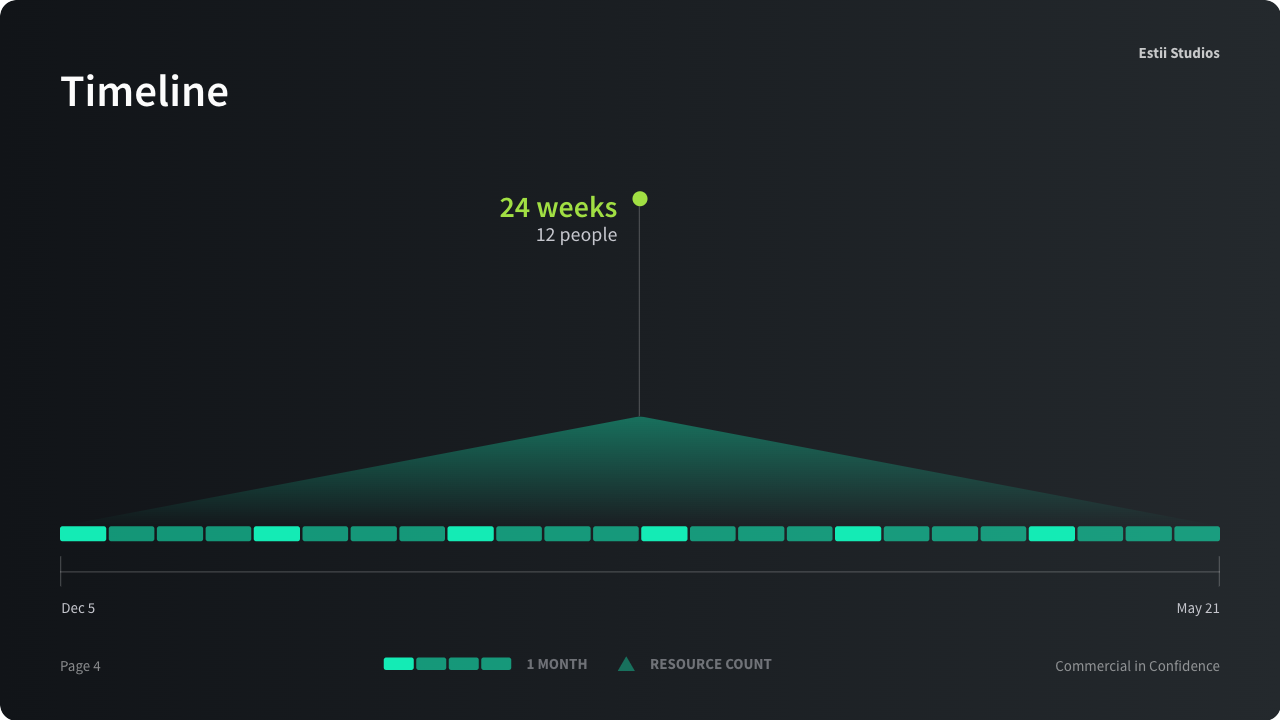 Estii Studios
Timeline
24 weeks
12 people
Dec 5
May 21
Page 4
1 MONTH
RESOURCE COUNT
Commercial in Confidence